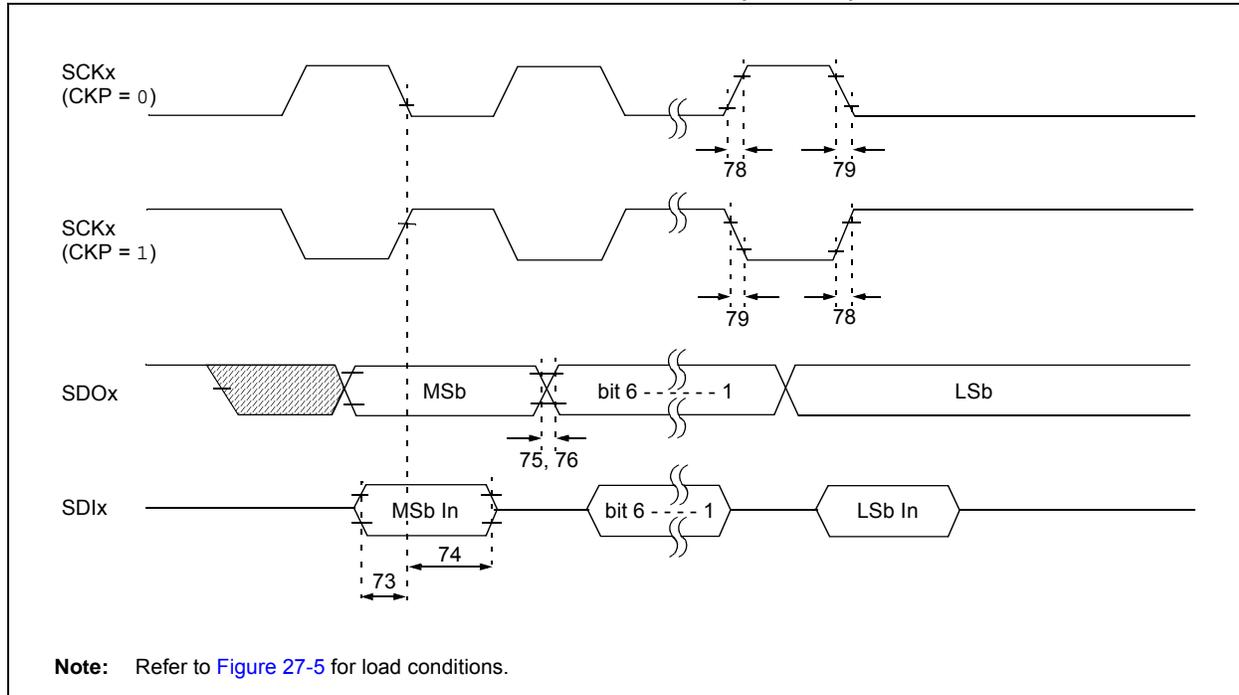 SCKx
(CKP = 0)
78
79
SCKx
(CKP = 1)
79
78
SDOx
MSb
bit 6 - - - - - - 1
LSb
75, 76
SDIx
MSb In
bit 6 - - - - 1
LSb In
74
73
Note: Refer to Figure 27-5 for load conditions.